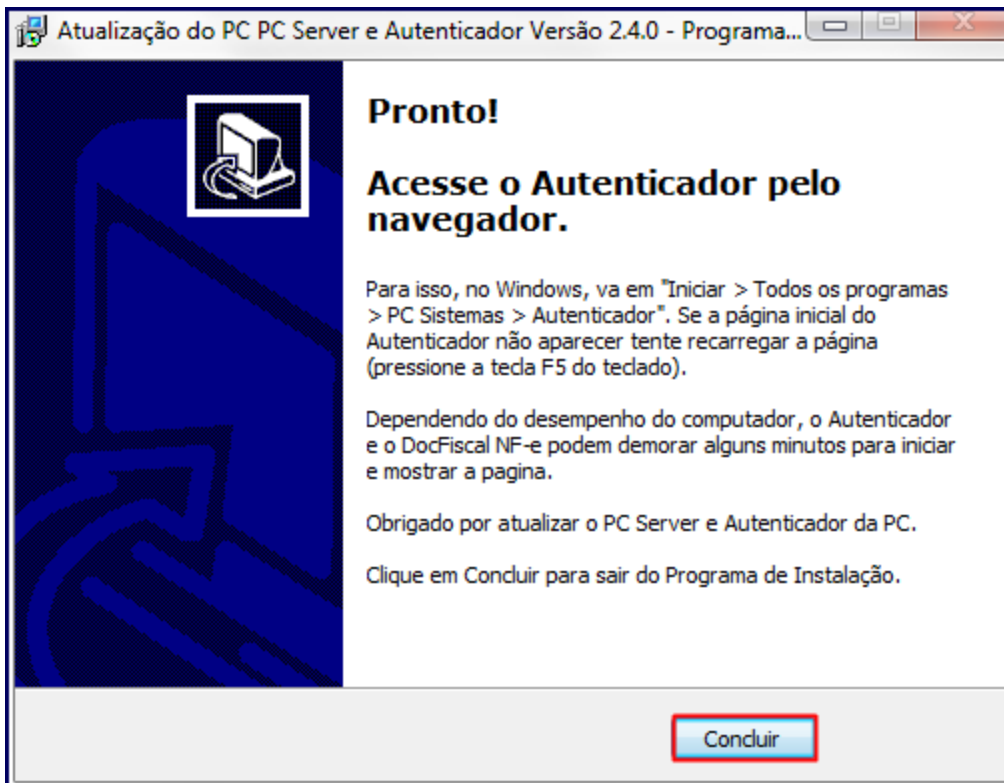 Atualização do PC PC Server e Autenticador Versão 2.4.0 - Programa...
Pronto!
Acesse o Autenticador pelo
navegador.
Para isso, no Windows, va em "Iniciar > Todos os programas
> PC Sistemas > Autenticador". Se a página inicial do
Autenticador não aparecer tente recarregar a página
(pressione a tecla F5 do teclado).
Dependendo do desempenho do computador, o Autenticador
e o DocFiscal NF-e podem demorar alguns minutos para iniciar
e mostrar a pagina.
Obrigado por atualizar o PC Server e Autenticador da PC.
Clique em Concluir para sair do Programa de Instalação.
Concluir